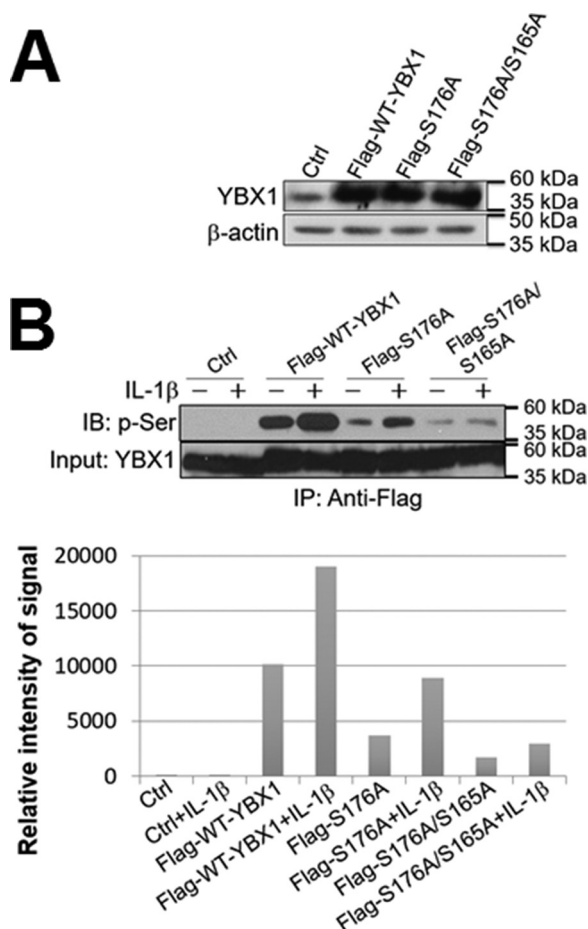 A
Ctrl
Flag-WT-YBX1
Flag-S176A
Flag-S176A/S165A
YBX1
60 kDa
35 kDa
β-actin
50 kDa
35 kDa
B
Ctrl
Flag-WT-YBX1
Flag-S176A
Flag-S176A/
S165A
IL-1β – + – + – + – +
IB: p-Ser
60 kDa
35 kDa
Input: YBX1
60 kDa
35 kDa
IP: Anti-Flag
Relative intensity of signal
20000
15000
10000
5000
0
Ctrl
Ctrl+IL-1β
Flag-WT-YBX1
Flag-WT-YBX1+IL-1β
Flag-S176A
Flag-S176A+IL-1β
Flag-S176A/S165A
Flag-S176A/S165A+IL-1β